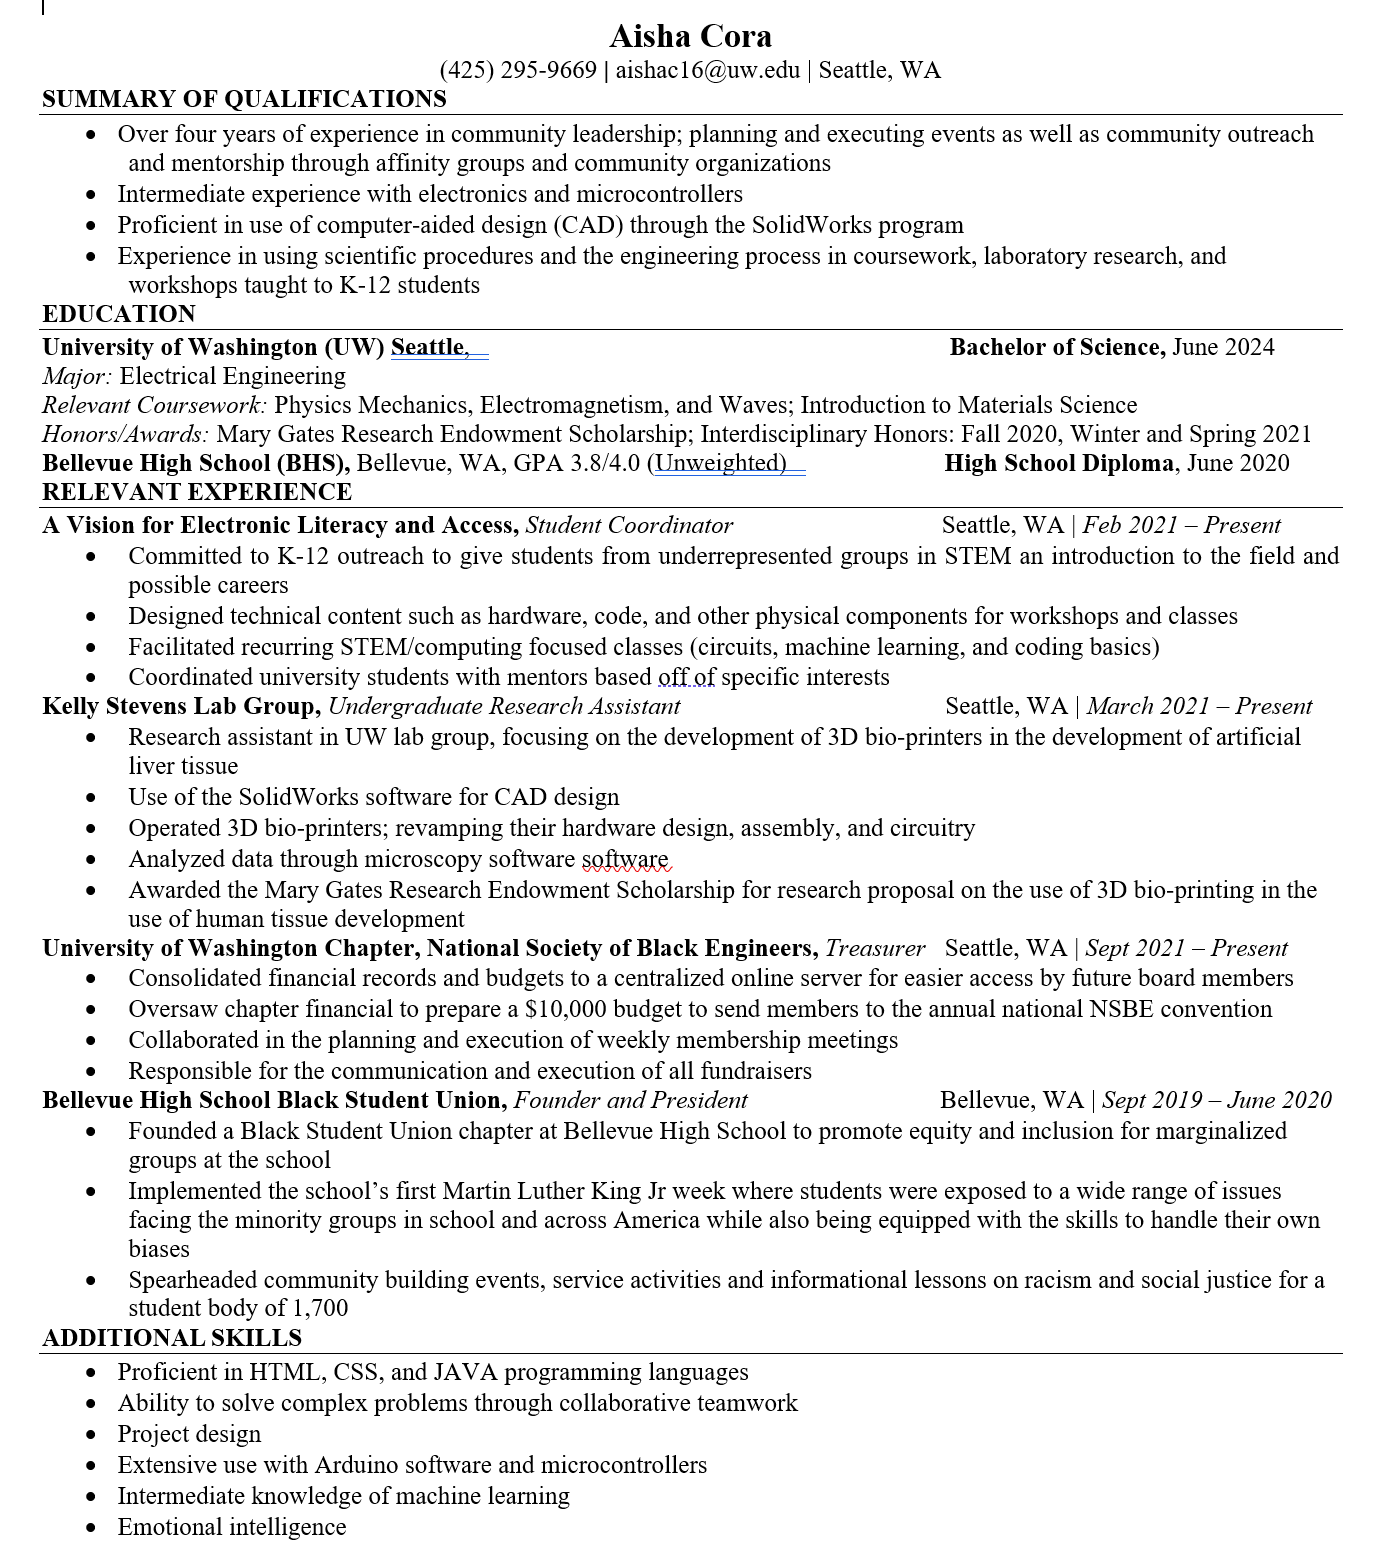 Aisha Cora
(425) 295-9669 | aishac16@uw.edu | Seattle, WA
SUMMARY OF QUALIFICATIONS
• Over four years of experience in community leadership; planning and executing events as well as community outreach
and mentorship through affinity groups and community organizations
• Intermediate experience with electronics and microcontrollers
• Proficient in use of computer-aided design (CAD) through the SolidWorks program
• Experience in using scientific procedures and the engineering process in coursework, laboratory research, and
workshops taught to K-12 students
EDUCATION
University of Washington (UW) Seattle, Bachelor of Science, June 2024
Major: Electrical Engineering
Relevant Coursework: Physics Mechanics, Electromagnetism, and Waves; Introduction to Materials Science
Honors/Awards: Mary Gates Research Endowment Scholarship; Interdisciplinary Honors: Fall 2020, Winter and Spring 2021
Bellevue High School (BHS), Bellevue, WA, GPA 3.8/4.0 (Unweighted) High School Diploma, June 2020
RELEVANT EXPERIENCE
A Vision for Electronic Literacy and Access, Student Coordinator Seattle, WA | Feb 2021 – Present
• Committed to K-12 outreach to give students from underrepresented groups in STEM an introduction to the field and
possible careers
• Designed technical content such as hardware, code, and other physical components for workshops and classes
• Facilitated recurring STEM/computing focused classes (circuits, machine learning, and coding basics)
• Coordinated university students with mentors based off of specific interests
Kelly Stevens Lab Group, Undergraduate Research Assistant Seattle, WA | March 2021 – Present
• Research assistant in UW lab group, focusing on the development of 3D bio-printers in the development of artificial
liver tissue
• Use of the SolidWorks software for CAD design
• Operated 3D bio-printers; revamping their hardware design, assembly, and circuitry
• Analyzed data through microscopy software software
• Awarded the Mary Gates Research Endowment Scholarship for research proposal on the use of 3D bio-printing in the
use of human tissue development
University of Washington Chapter, National Society of Black Engineers, Treasurer Seattle, WA | Sept 2021 – Present
• Consolidated financial records and budgets to a centralized online server for easier access by future board members
• Oversaw chapter financial to prepare a $10,000 budget to send members to the annual national NSBE convention
• Collaborated in the planning and execution of weekly membership meetings
• Responsible for the communication and execution of all fundraisers
Bellevue High School Black Student Union, Founder and President Bellevue, WA | Sept 2019 – June 2020
• Founded a Black Student Union chapter at Bellevue High School to promote equity and inclusion for marginalized
groups at the school
• Implemented the school’s first Martin Luther King Jr week where students were exposed to a wide range of issues
facing the minority groups in school and across America while also being equipped with the skills to handle their own
biases
• Spearheaded community building events, service activities and informational lessons on racism and social justice for a
student body of 1,700
ADDITIONAL SKILLS
• Proficient in HTML, CSS, and JAVA programming languages
• Ability to solve complex problems through collaborative teamwork
• Project design
• Extensive use with Arduino software and microcontrollers
• Intermediate knowledge of machine learning
• Emotional intelligence